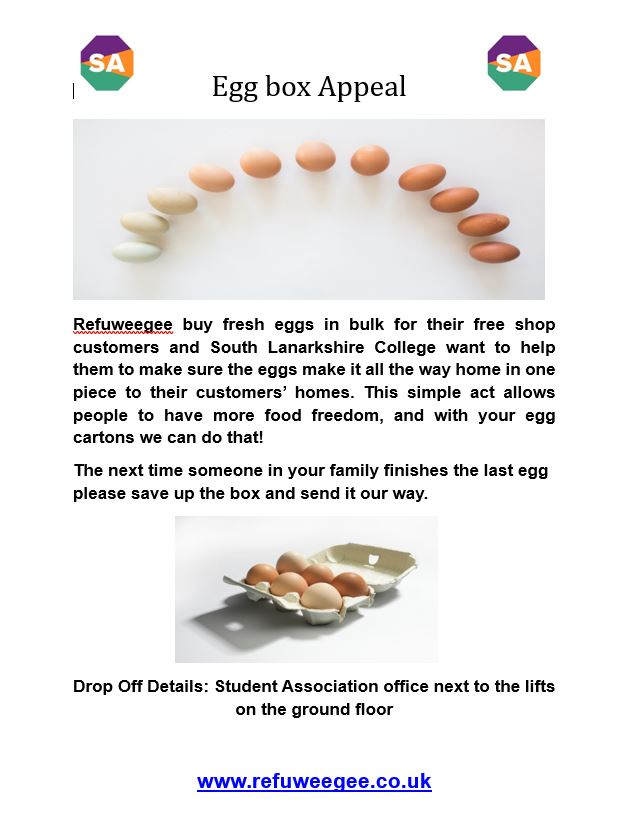 SA
SA
Egg box Appeal
Refuweegee buy fresh eggs in bulk for their free shop
customers and South Lanarkshire College want to help
them to make sure the eggs make it all the way home in one
piece to their customers’ homes. This simple act allows
people to have more food freedom, and with your egg
cartons we can do that!
The next time someone in your family finishes the last egg
please save up the box and send it our way.
Drop Off Details: Student Association office next to the lifts
on the ground floor
www.refuweegee.co.uk